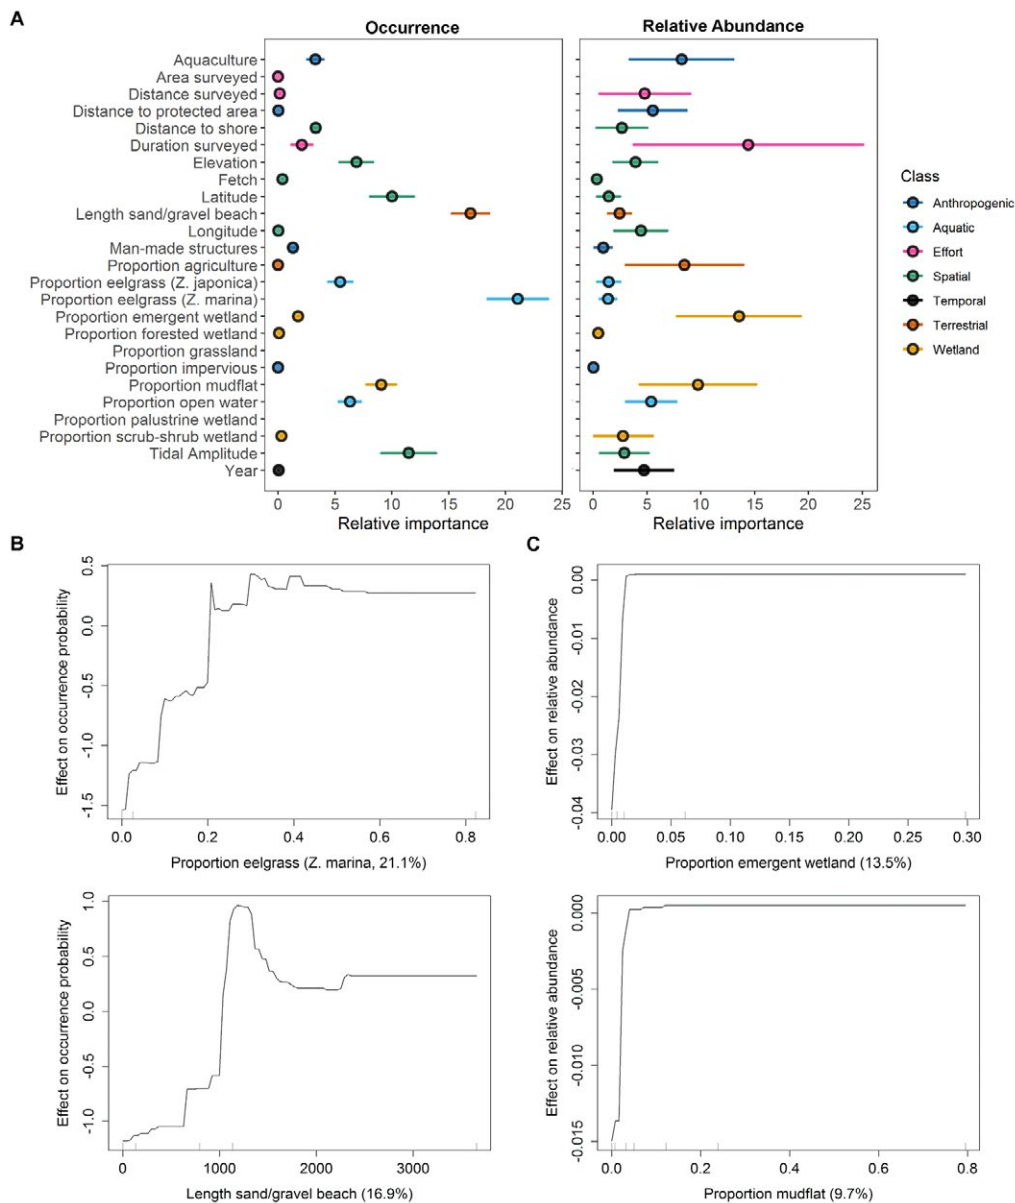 A
Occurrence
Relative Abundance
Aquaculture
Area surveyed
Distance surveyed
Distance to protected area
Distance to shore
Duration surveyed
Elevation
Fetch
Latitude
Length sand/gravel beach
Longitude
Man-made structures
Proportion agriculture
Proportion eelgrass (Z. japonica)
Proportion eelgrass (Z. marina)
Proportion emergent wetland
Proportion forested wetland
Proportion grassland
Proportion impervious
Proportion mudflat
Proportion open water
Proportion palustrine wetland
Proportion scrub-shrub wetland
Tidal Amplitude
Year
0 5 10 15 20 25
0 5 10 15 20 25
Relative importance
Relative importance
Class
Anthropogenic
Aquatic
Effort
Spatial
Temporal
Terrestrial
Wetland
B
Effect on occurrence probability
0.5
0.0
-0.5
-1.0
-1.5
0.0 0.2 0.4 0.6 0.8
Proportion eelgrass (Z. marina, 21.1%)
C
Effect on relative abundance
0.00
-0.01
-0.02
-0.03
-0.04
0.00 0.05 0.10 0.15 0.20 0.25 0.30
Proportion emergent wetland (13.5%)
Effect on occurrence probability
1.0
0.5
0.0
-0.5
-1.0
0 1000 2000 3000
Length sand/gravel beach (16.9%)
Effect on relative abundance
0.000
-0.005
-0.010
-0.015
0.0 0.2 0.4 0.6 0.8
Proportion mudflat (9.7%)